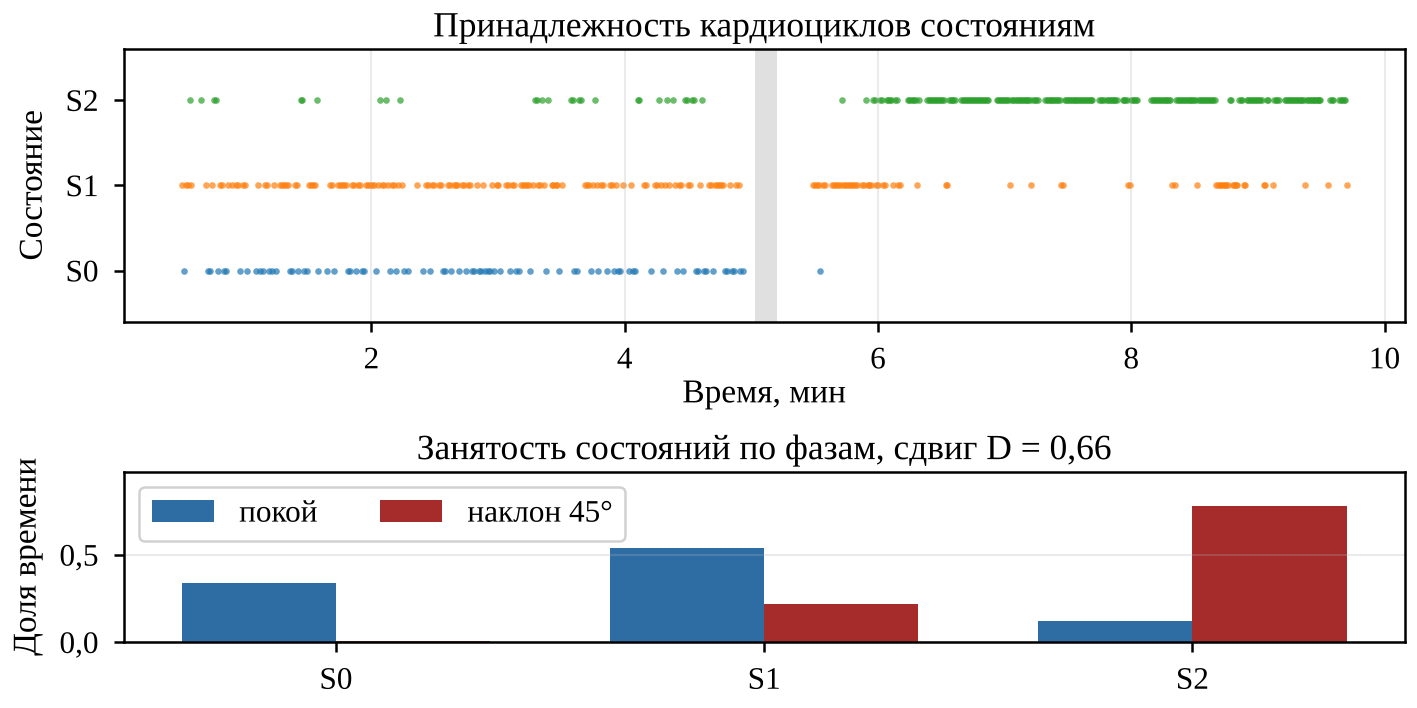 Принадлежность кардиоциклов состояниям
Состояние
S2
S1
S0
2 4 6 8 10
Время, мин
Занятость состояний по фазам, сдвиг D = 0,66
Доля времени
покой наклон 45°
0,5
0,0
S0 S1 S2